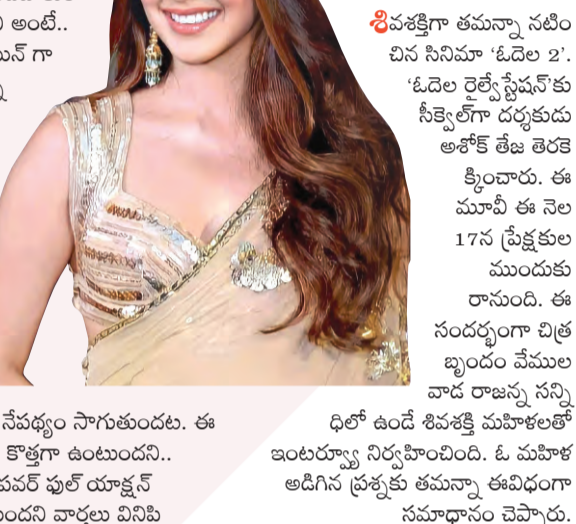 అంటే..
న్ గా
నేపథ్యం సాగుతుందట. ఈ
కొత్తగా ఉంటుందని..
పవర్ ఫుల్ యాక్షన్
వార్తలు వినిపి
శివశక్తిగా తమన్నా నటిం
చిన సినిమా ‘ఓదెల 2’.
‘ఓదెల రైల్వేస్టేషన్’కు
సీక్వెల్‌గా దర్శకుడు
అశోక్ తేజ తెరకె
క్కించారు. ఈ
మూవీ ఈ నెల
17న ప్రేక్షకుల
ముందుకు
రానుంది. ఈ
సందర్భంగా చిత్ర
బృందం వేముల
వాడ రాజన్న సన్ని
ధిలో ఉండే శివశక్తి మహిళలతో
ఇంటర్వ్యూ నిర్వహించింది. ఓ మహిళ
అడిగిన ప్రశ్నకు తమన్నా ఈవిధంగా
సమాధానం చెప్పారు.